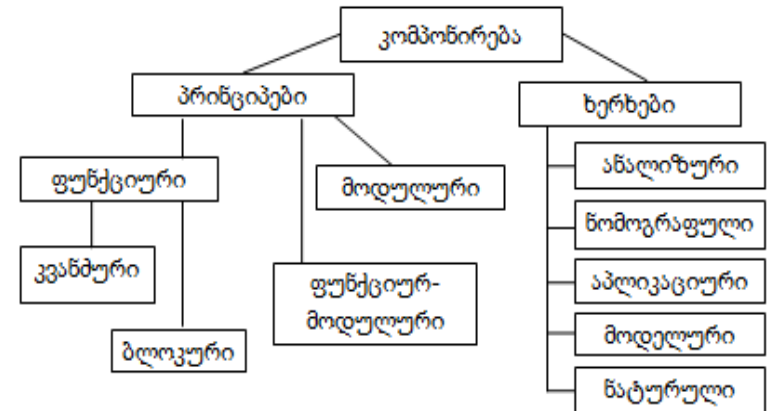 კომპონირება
პრინციპები
ხერხები
ფუნქციური
მოდულური
კვანძური
ბლოკური
ფუნქციურ-
მოდულური
ანალიზური
ნომოგრაფული
აპლიკაციური
მოდელური
ნატურული